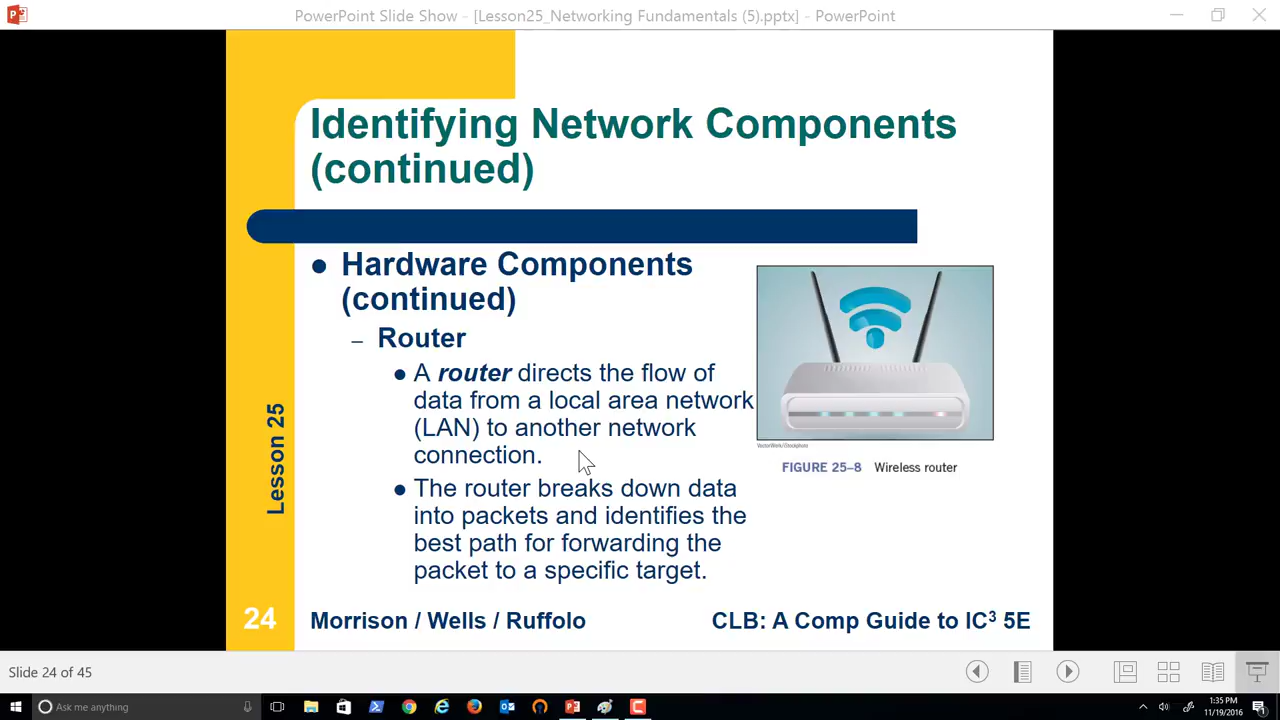 PowerPoint Slide Show - [Lesson25_Networking Fundamentals (5).pptx] - PowerPoint
Identifying Network Components
(continued)
Hardware Components
(continued)
– Router
A router directs the flow of
data from a local area network
(LAN) to another network
connection.
The router breaks down data
into packets and identifies the
best path for forwarding the
packet to a specific target.
VectorWork/iStockphoto
FIGURE 25–8 Wireless router
Lesson 25
24
Morrison / Wells / Ruffolo
CLB: A Comp Guide to IC³ 5E
Slide 24 of 45
Ask me anything
1:35 PM
11/19/2016